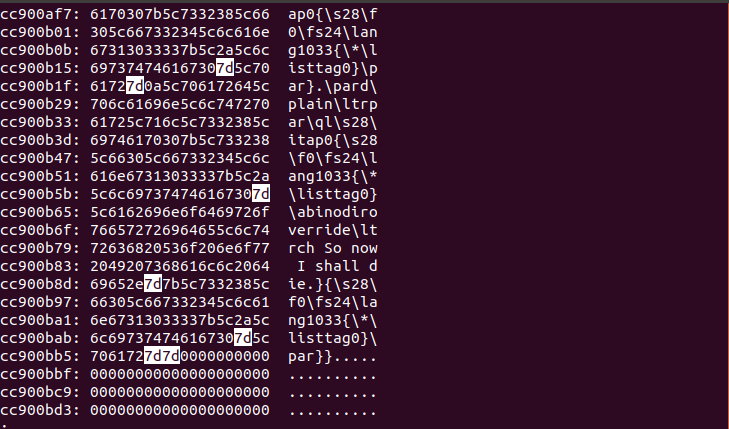 cc900af7: 6170307b5c7332385c66 ap0{\s28\f
cc900b01: 305c667332345c6c616e 0\fs24\lan
cc900b0b: 67313033337b5c2a5c6c g1033{\*\l
cc900b15: 697374746167307d5c70 isttag0}\p
cc900b1f: 61727d0a5c706172645c ar}.\pard\
cc900b29: 706c61696e5c6c747270 plain\ltrp
cc900b33: 61725c716c5c7332385c ar\ql\s28\
cc900b3d: 69746170307b5c733238 itap0{\s28
cc900b47: 5c66305c667332345c6c \f0\fs24\l
cc900b51: 616e67313033337b5c2a ang1033{\*
cc900b5b: 5c6c697374746167307d \listtag0}
cc900b65: 5c6162696e6f6469726f \abinodiro
cc900b6f: 766572726964655c6c74 verride\lt
cc900b79: 72636820536f206e6f77 rch So now
cc900b83: 2049207368616c6c2064  I shall d
cc900b8d: 69652e7d7b5c7332385c ie.}{\s28\
cc900b97: 66305c667332345c6c61 f0\fs24\la
cc900ba1: 6e67313033337b5c2a5c ng1033{\*\
cc900bab: 6c697374746167307d5c listtag0}\
cc900bb5: 7061727d7d0000000000 par}}.....
cc900bbf: 00000000000000000000 ..........
cc900bc9: 00000000000000000000 ..........
cc900bd3: 00000000000000000000 ..........
.